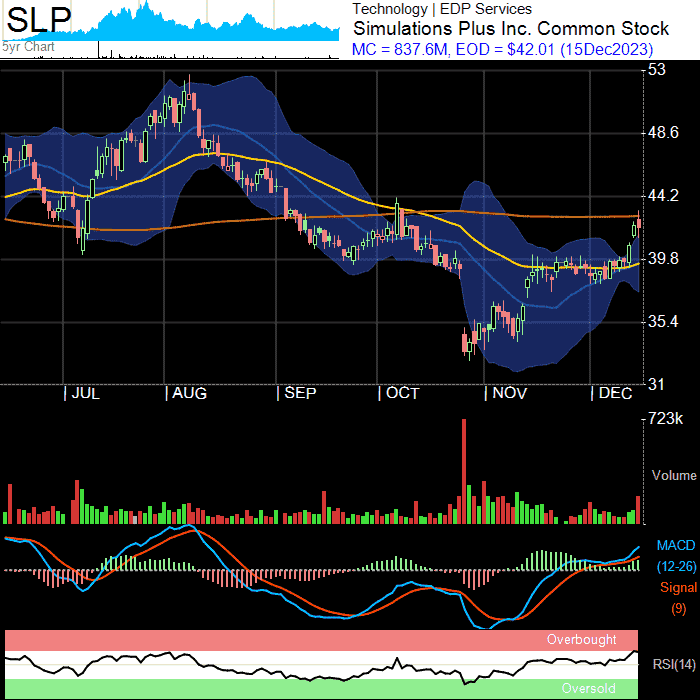 SLP
5yr Chart
Technology | EDP Services
Simulations Plus Inc. Common Stock
MC = 837.6M, EOD = $42.01 (15Dec2023)
53
48.6
44.2
39.8
35.4
31
| JUL
| AUG
| SEP
| OCT
| NOV
| DEC
723k
Volume
MACD
(12-26)
Signal
(9)
Overbought
RSI(14)
Oversold